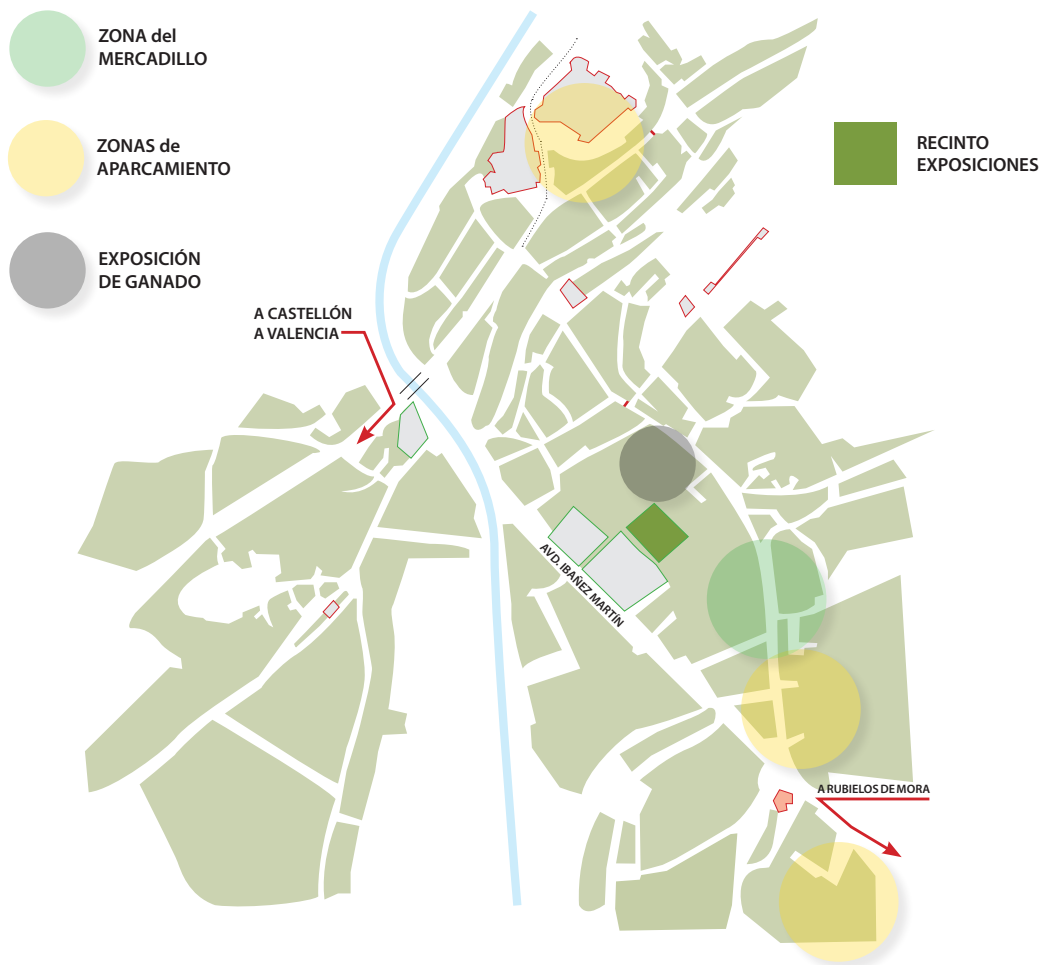 ZONA del
MERCADILLO
ZONAS de
APARCAMIENTO
EXPOSICIÓN
DE GANADO
RECINTO
EXPOSICIONES
A CASTELLÓN
A VALENCIA
AVD. IBAÑEZ MARTÍN
A RUBIELOS DE MORA